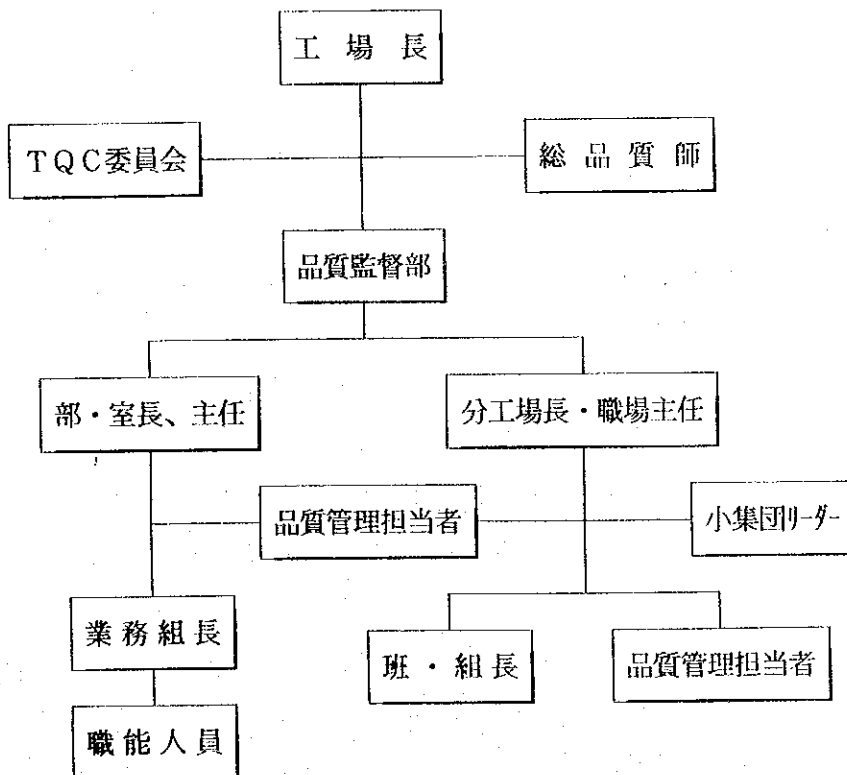 工場長
TQC委員会
総品質師
品質監督部
部・室長、主任
分工場長・職場主任
品質管理担当者
小集団リーダー
業務組長
班・組長
品質管理担当者
職能人員